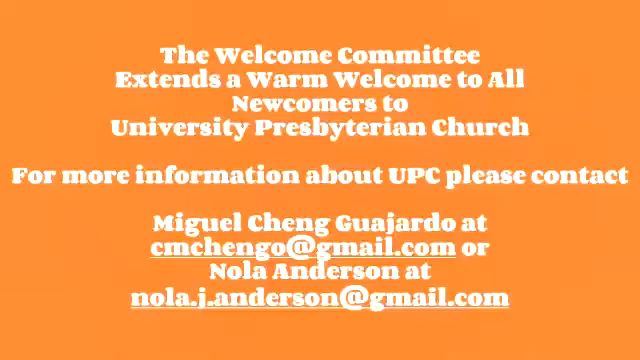 The Welcome Committee
Extends a Warm Welcome to All
Newcomers to
University Presbyterian Church
For more information about UPC please contact
Miguel Cheng Guajardo at
cmchengo@gmail.com or
Nola Anderson at
nola.j.anderson@gmail.com